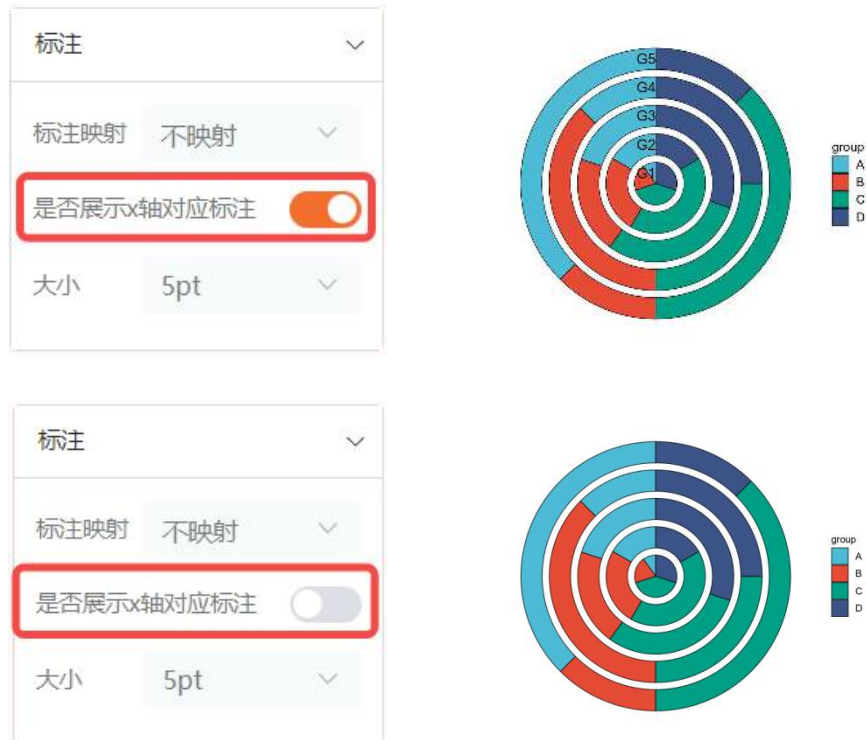 标注
标注映射 不映射
是否展示x轴对应标注
大小 5pt
G5
G4
G3
G2
G1
group
A
B
C
D
标注
标注映射 不映射
是否展示x轴对应标注
大小 5pt
group
A
B
C
D